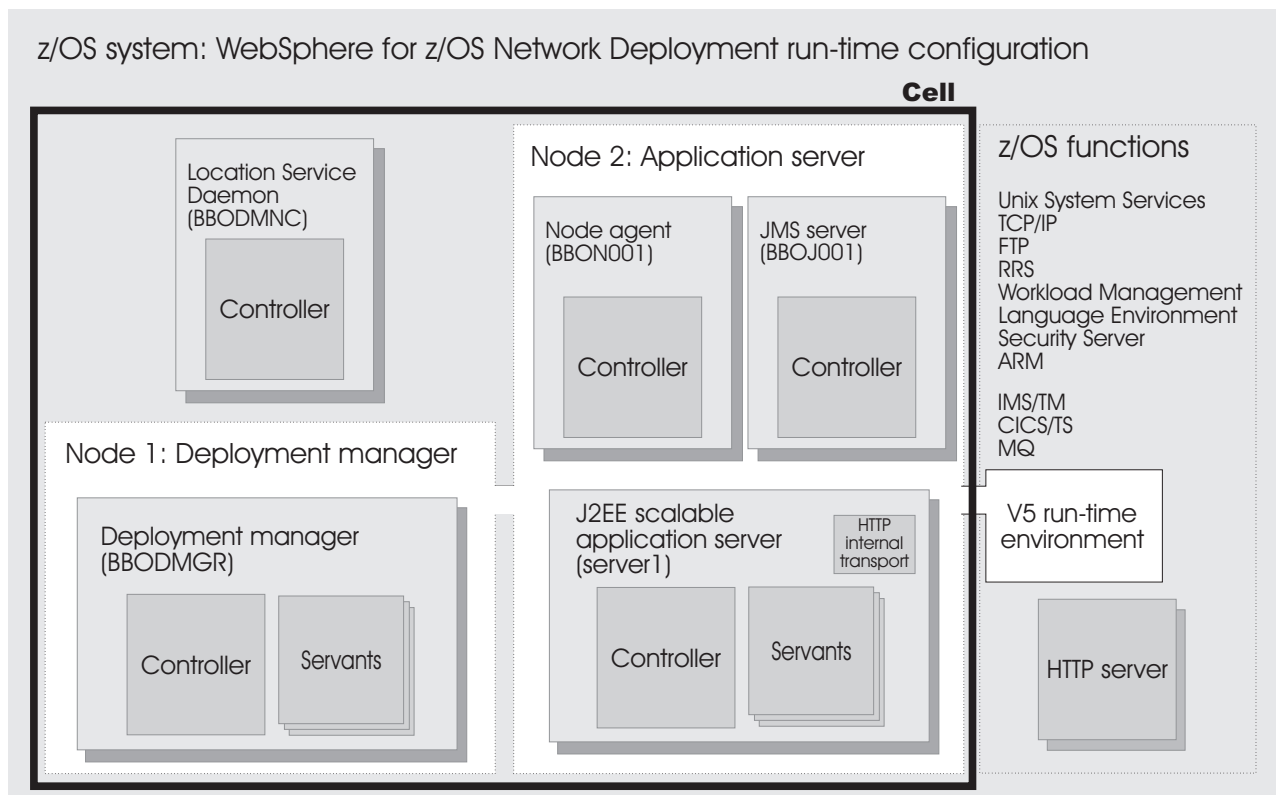 z/OS system: WebSphere for z/OS Network Deployment run-time configuration
Cell
Location Service
Daemon
(BBODMNC)
Controller
Node 1: Deployment manager
Deployment manager
(BBODMGR)
Controller
Servants
Node 2: Application server
Node agent
(BBON001)
Controller
JMS server
(BBOJ001)
Controller
J2EE scalable
application server
(server1)
HTTP
internal
transport
Controller
Servants
z/OS functions
Unix System Services
TCP/IP
FTP
RRS
Workload Management
Language Environment
Security Server
ARM
IMS/TM
CICS/TS
MQ
V5 run-time
environment
HTTP server